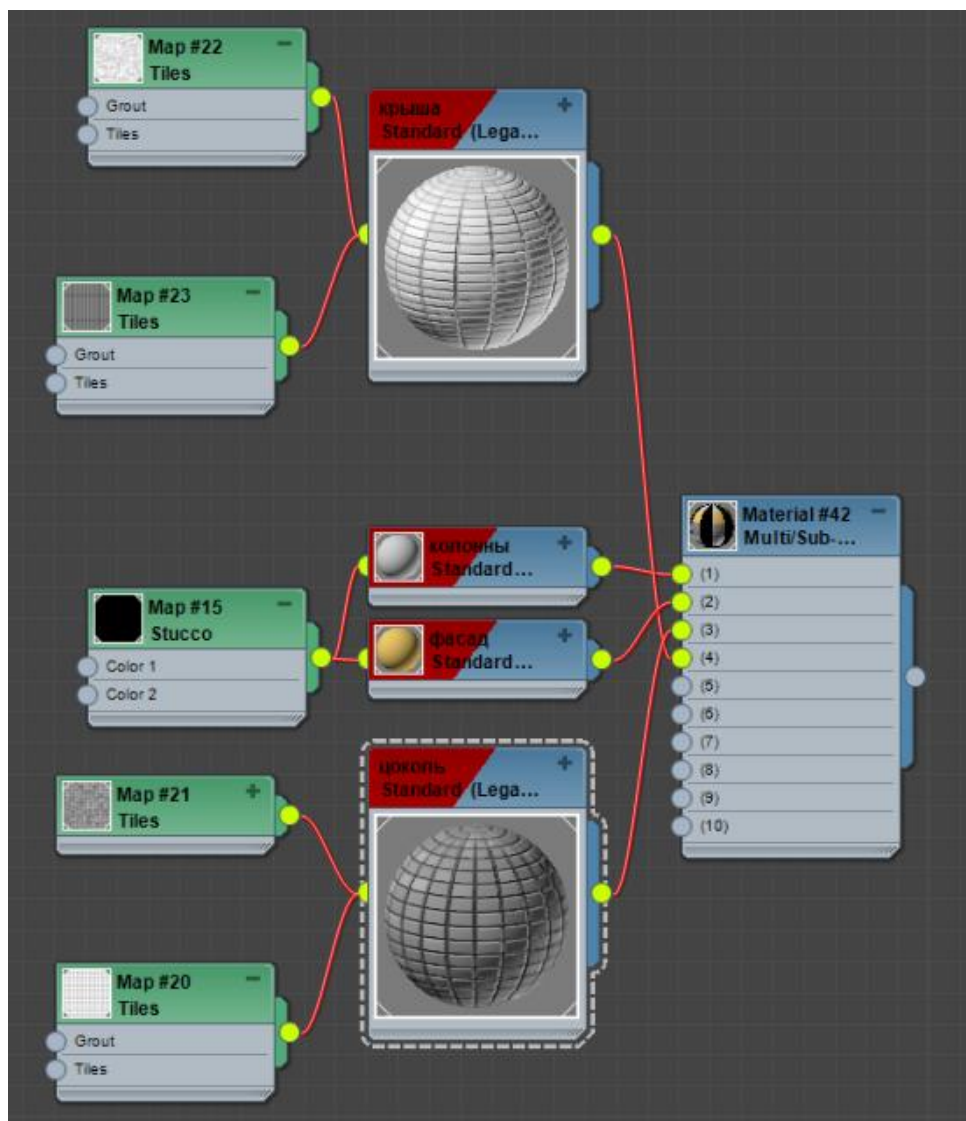 Map #22
Tiles
Grout
Tiles
крыша
Standard (Lega...
Map #23
Tiles
Grout
Tiles
колонны
Standard...
Map #15
Stucco
Color 1
Color 2
фасад
Standard...
Material #42
Multi/Sub-...
(1)
(2)
(3)
(4)
(5)
(6)
(7)
(8)
(9)
(10)
Map #21
Tiles
цоколь
Standard (Lega...
Map #20
Tiles
Grout
Tiles